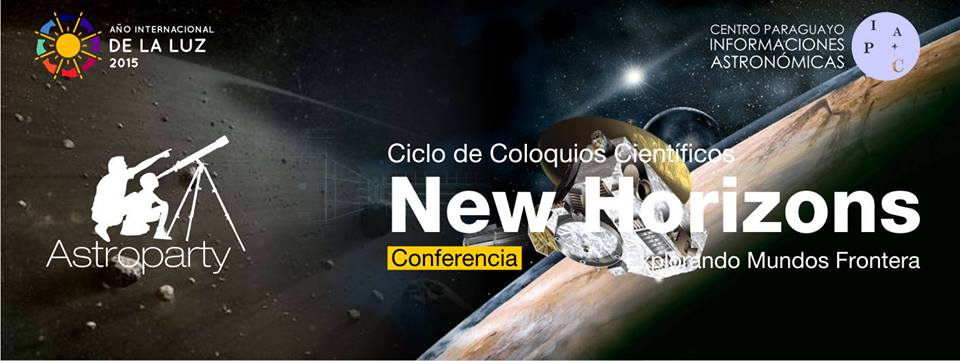 AÑO INTERNACIONAL
DE LA LUZ
2015
CENTRO PARAGUAYO
INFORMACIONES
ASTRONÓMICAS
I
A
P
C
Astroparty
Ciclo de Coloquios Científicos
New Horizons
Conferencia
Explorando Mundos Frontera